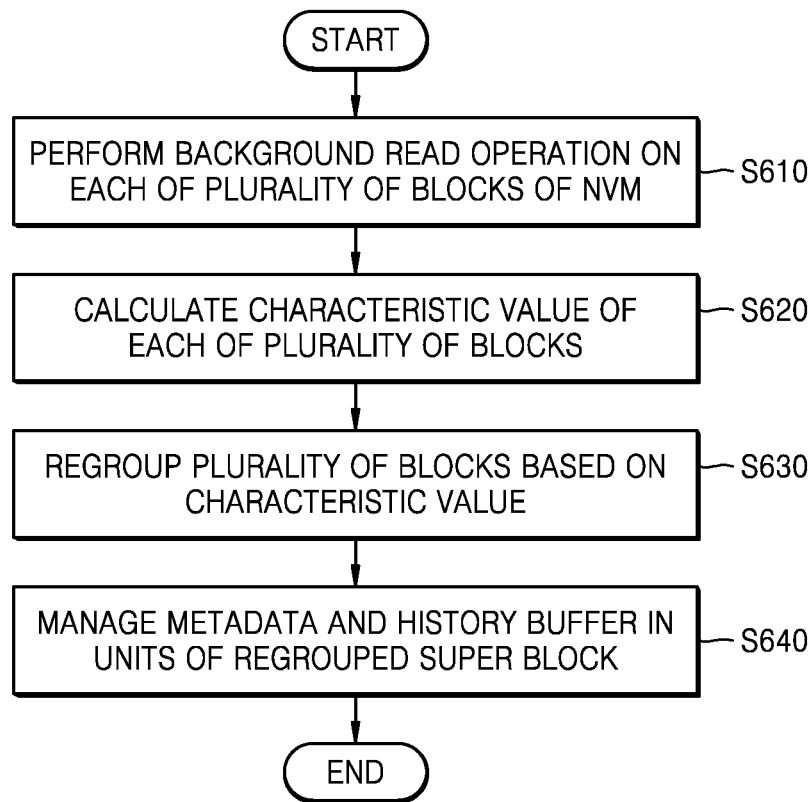 START
PERFORM BACKGROUND READ OPERATION ON
EACH OF PLURALITY OF BLOCKS OF NVM
S610
CALCULATE CHARACTERISTIC VALUE OF
EACH OF PLURALITY OF BLOCKS
S620
REGROUP PLURALITY OF BLOCKS BASED ON
CHARACTERISTIC VALUE
S630
MANAGE METADATA AND HISTORY BUFFER IN
UNITS OF REGROUPED SUPER BLOCK
S640
END